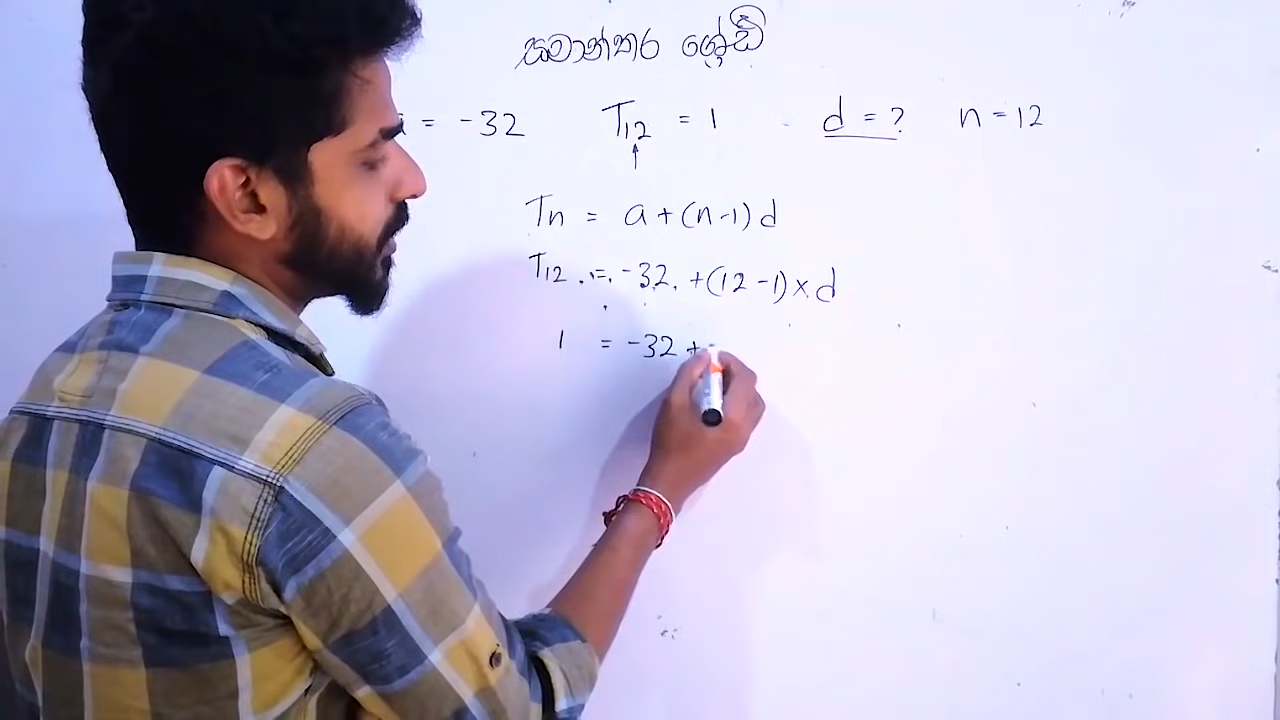 සමාන්තර ශ්‍රේඪි
= -32 T12 = 1 d = ? n = 12
Tn = a + (n-1) d
T12 = -32 + (12 -1) × d
1 = -32 +